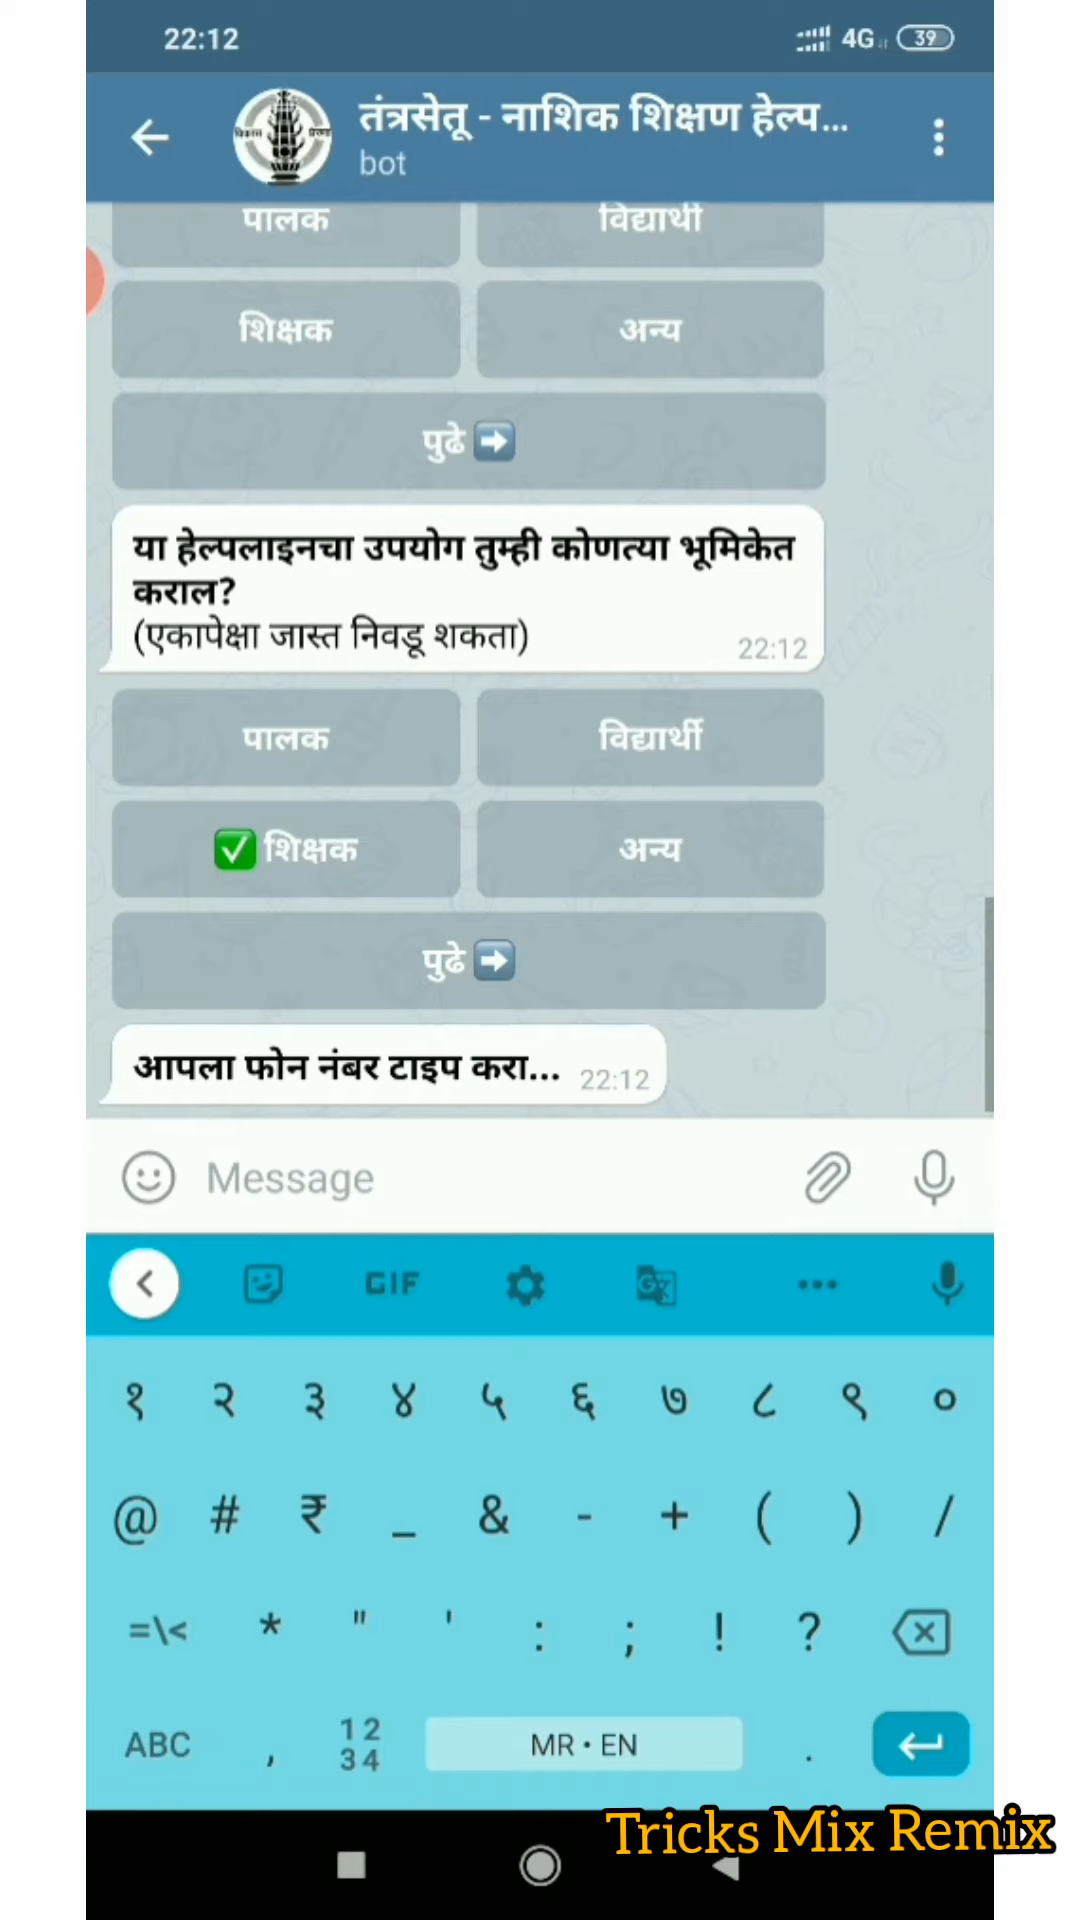 22:12
4G
39
तंत्रसेतू - नाशिक शिक्षण हेल्प...
bot
पालक
विद्यार्थी
शिक्षक
अन्य
पुढे ➡️
या हेल्पलाइनचा उपयोग तुम्ही कोणत्या भूमिकेत
कराल?
(एकापेक्षा जास्त निवडू शकता)
22:12
पालक
विद्यार्थी
✅ शिक्षक
अन्य
पुढे ➡️
आपला फोन नंबर टाइप करा... 22:12
Message
GIF
१ २ ३ ४ ५ ६ ७ ८ ९ ०
@ # ₹ _ & - + ( ) /
=\< * " ' : ; ! ?
ABC , 12 34 MR • EN .
Tricks Mix Remix